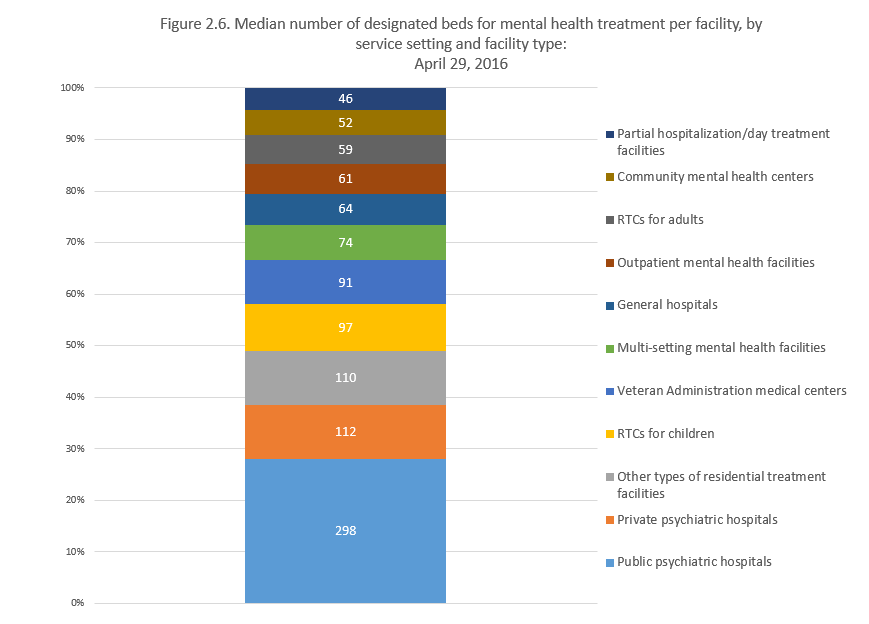 Figure 2.6. Median number of designated beds for mental health treatment per facility, by
service setting and facility type:
April 29, 2016
100%
90%
80%
70%
60%
50%
40%
30%
20%
10%
0%
46
52
59
61
64
74
91
97
110
112
298
Partial hospitalization/day treatment
facilities
Community mental health centers
RTCs for adults
Outpatient mental health facilities
General hospitals
Multi-setting mental health facilities
Veteran Administration medical centers
RTCs for children
Other types of residential treatment
facilities
Private psychiatric hospitals
Public psychiatric hospitals